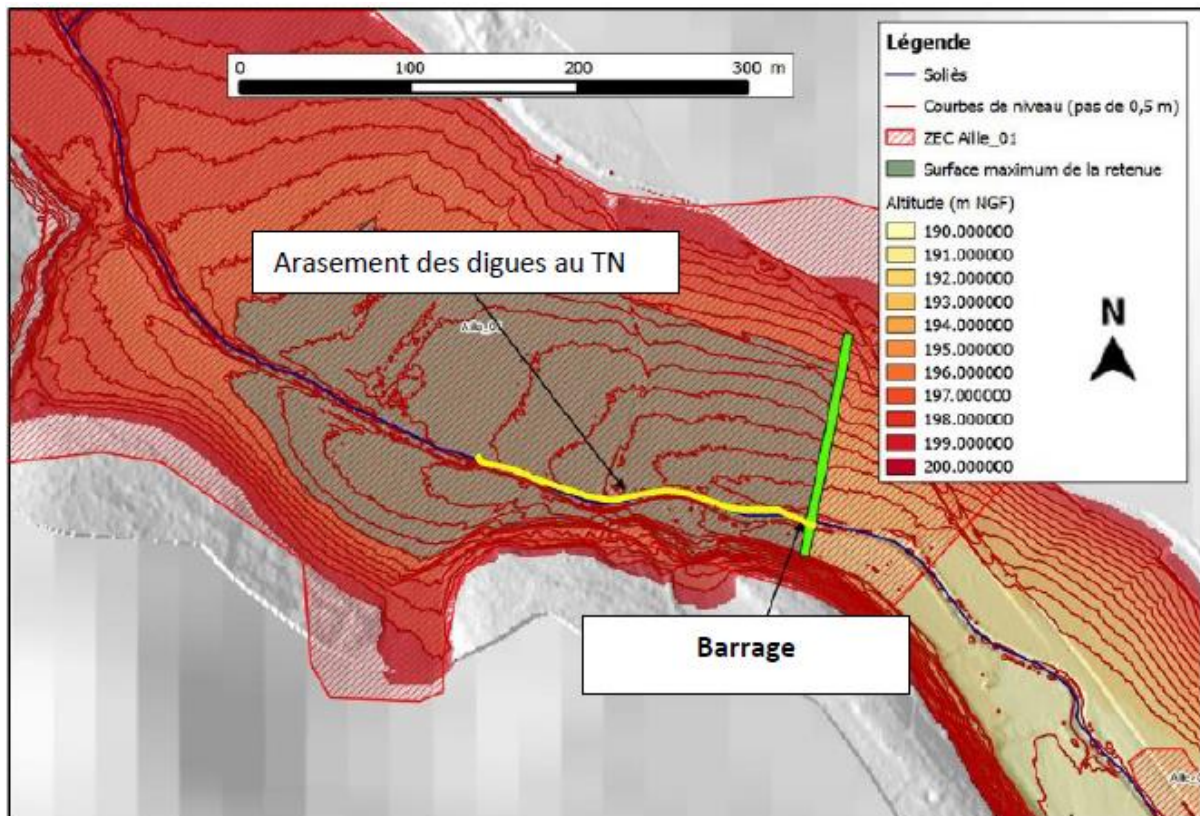 0 100 200 300 m
Légende
Soliès
Courbes de niveau (pas de 0,5 m)
ZEC Aille_01
Surface maximum de la retenue
Altitude (m NGF)
190.000000
191.000000
192.000000
193.000000
194.000000
195.000000
196.000000
197.000000
198.000000
199.000000
200.000000
N
Arasement des digues au TN
Barrage